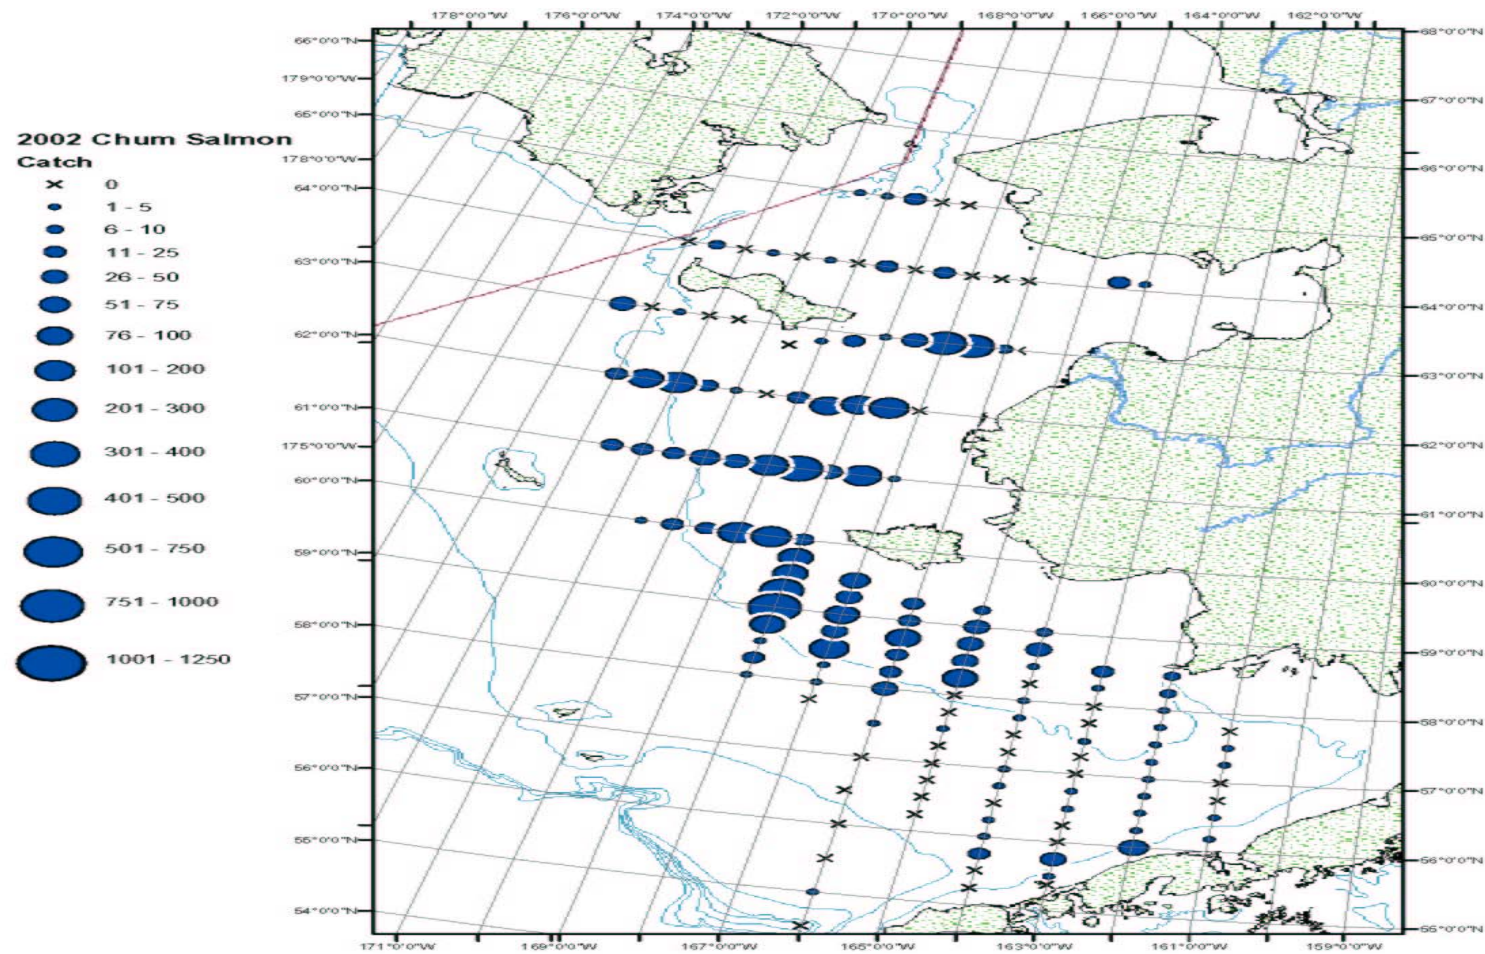 178°0'0"W 176°0'0"W 174°0'0"W 172°0'0"W 170°0'0"W 168°0'0"W 166°0'0"W 164°0'0"W 162°0'0"W
2002 Chum Salmon
Catch
0
1 - 5
6 - 10
11 - 25
26 - 50
51 - 75
76 - 100
101 - 200
201 - 300
301 - 400
401 - 500
501 - 750
751 - 1000
1001 - 1250
66°0'0"N
179°0'0"W
65°0'0"N
178°0'0"W
64°0'0"N
63°0'0"N
62°0'0"N
61°0'0"N
175°0'0"W
60°0'0"N
59°0'0"N
58°0'0"N
57°0'0"N
56°0'0"N
55°0'0"N
54°0'0"N
68°0'0"N
67°0'0"N
66°0'0"N
65°0'0"N
64°0'0"N
63°0'0"N
62°0'0"N
61°0'0"N
60°0'0"N
59°0'0"N
58°0'0"N
57°0'0"N
56°0'0"N
55°0'0"N
171°0'0"W 169°0'0"W 167°0'0"W 165°0'0"W 163°0'0"W 161°0'0"W 159°0'0"W